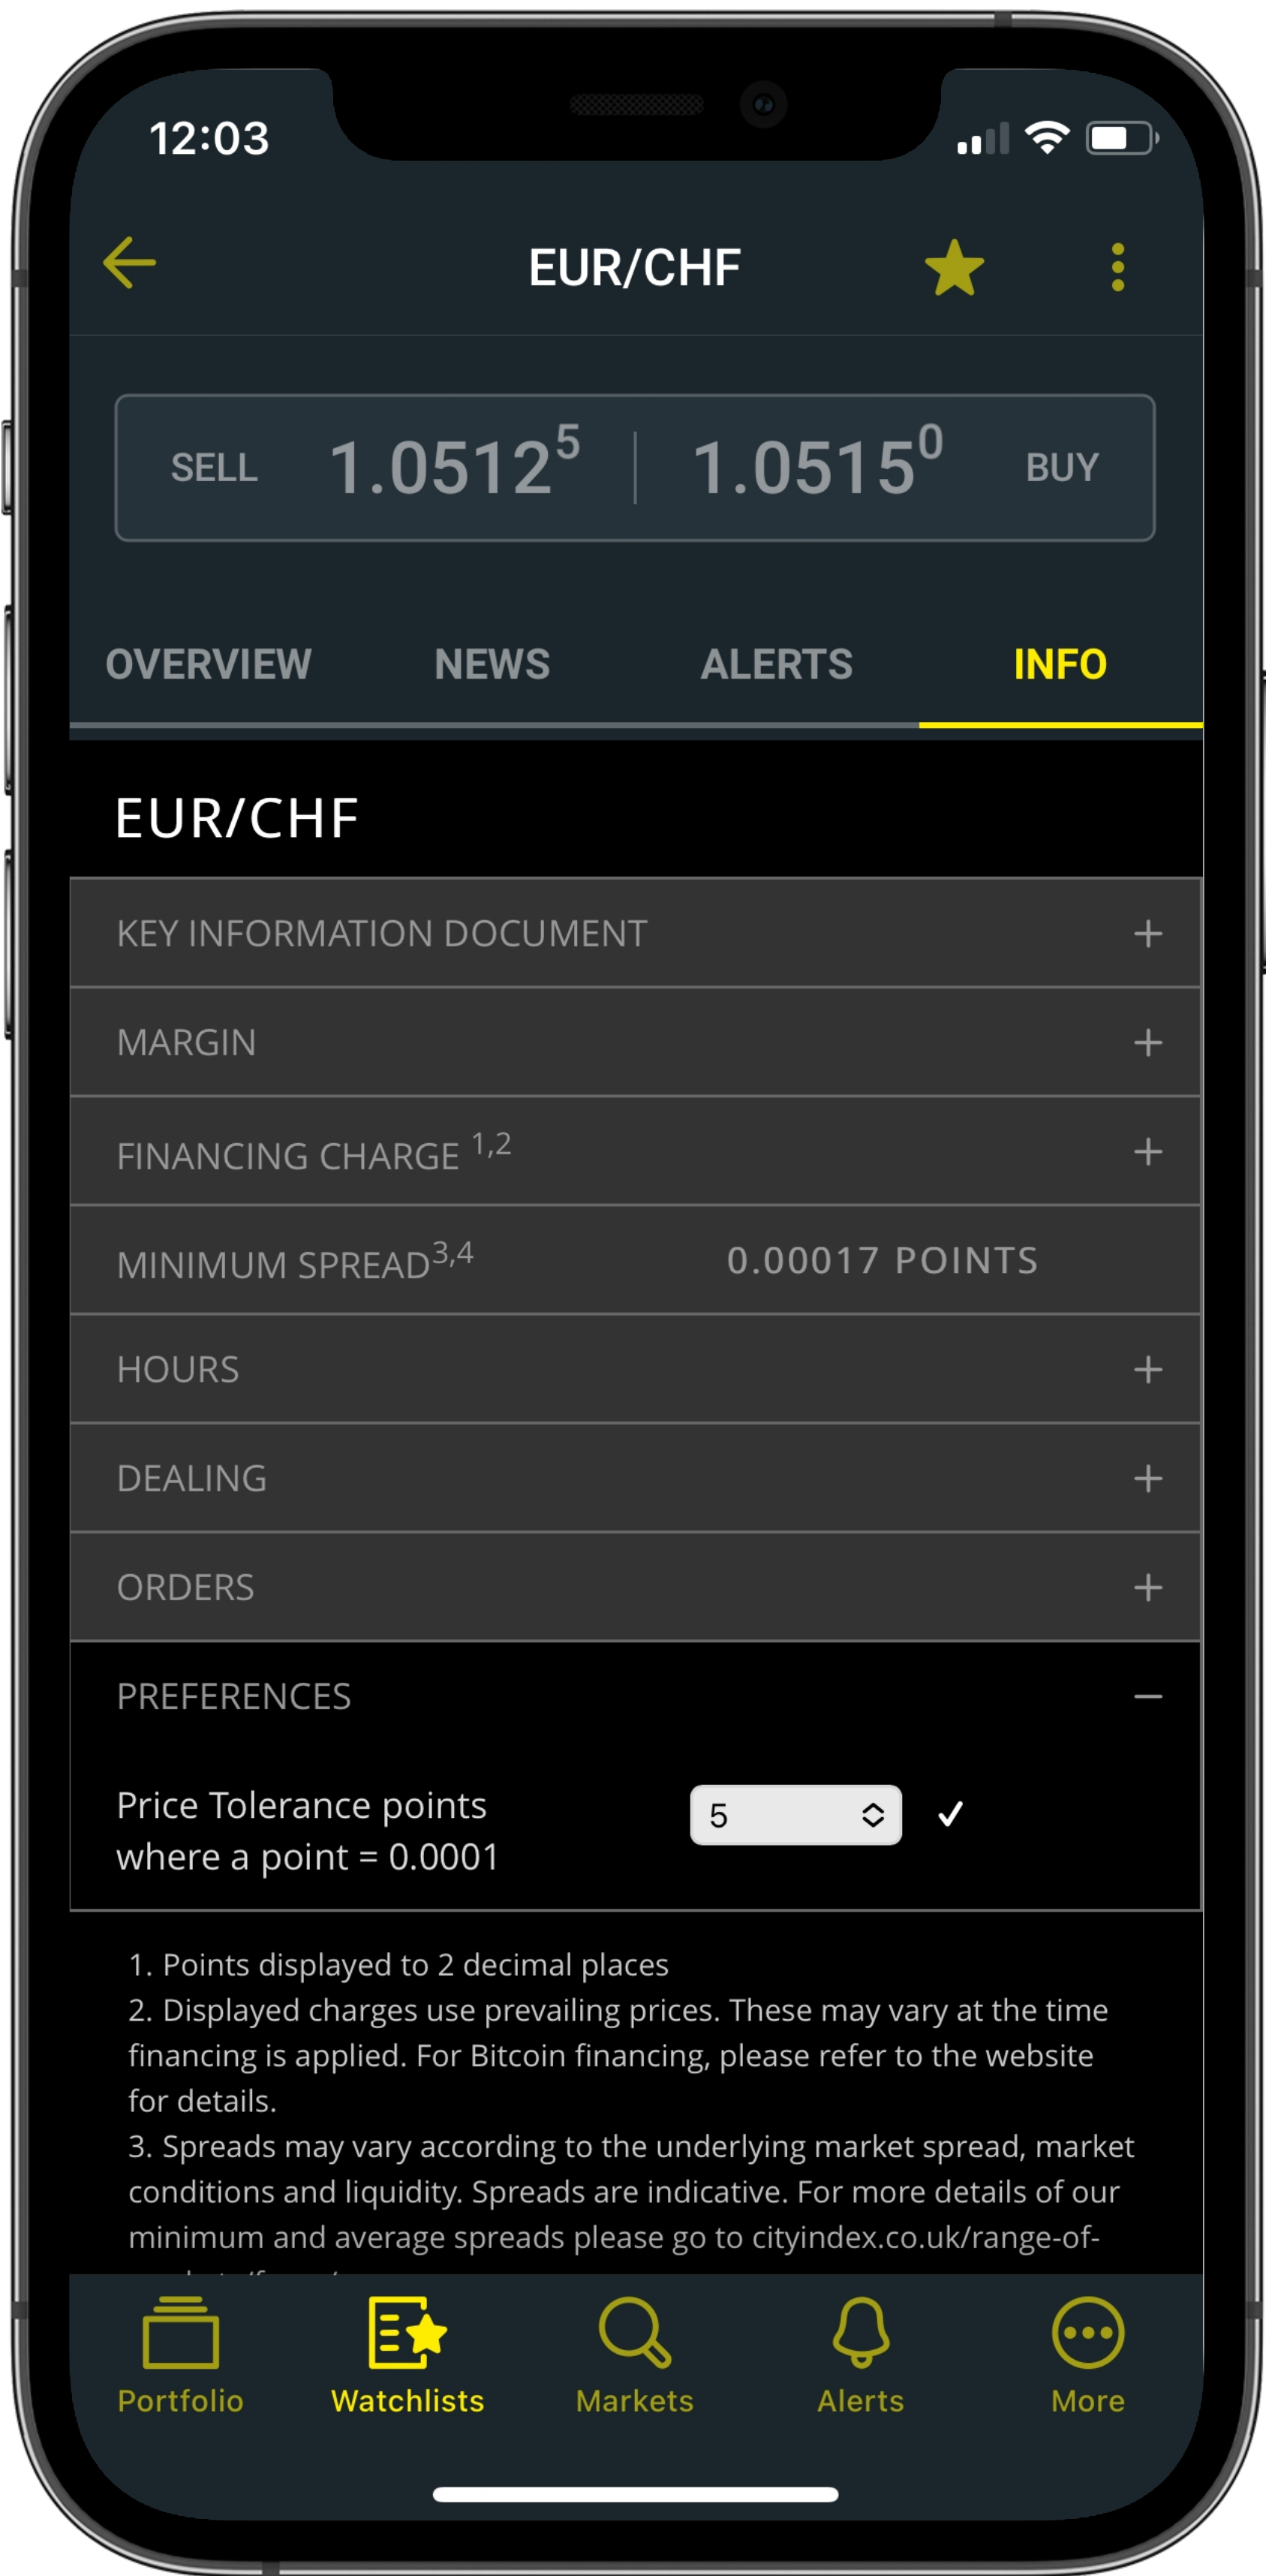 12:03
EUR/CHF
SELL 1.05125 | 1.05150 BUY
OVERVIEW NEWS ALERTS INFO
EUR/CHF
KEY INFORMATION DOCUMENT +
MARGIN +
FINANCING CHARGE 1,2 +
MINIMUM SPREAD3,4 0.00017 POINTS
HOURS +
DEALING +
ORDERS +
PREFERENCES −
Price Tolerance points
where a point = 0.0001
5
1. Points displayed to 2 decimal places
2. Displayed charges use prevailing prices. These may vary at the time
financing is applied. For Bitcoin financing, please refer to the website
for details.
3. Spreads may vary according to the underlying market spread, market
conditions and liquidity. Spreads are indicative. For more details of our
minimum and average spreads please go to cityindex.co.uk/range-of-
Portfolio Watchlists Markets Alerts More